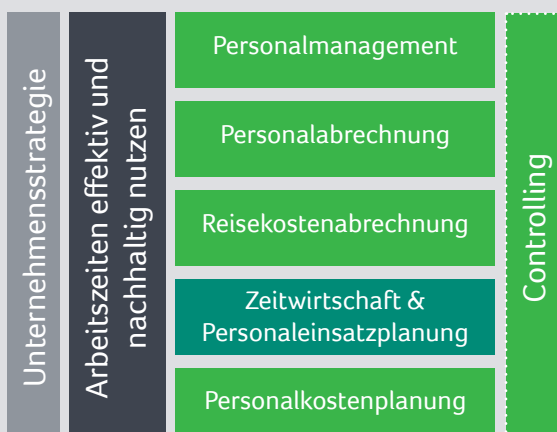 Unternehmensstrategie
Arbeitszeiten effektiv und
nachhaltig nutzen
Personalmanagement
Personalabrechnung
Reisekostenabrechnung
Zeitwirtschaft &
Personaleinsatzplanung
Personalkostenplanung
Controlling